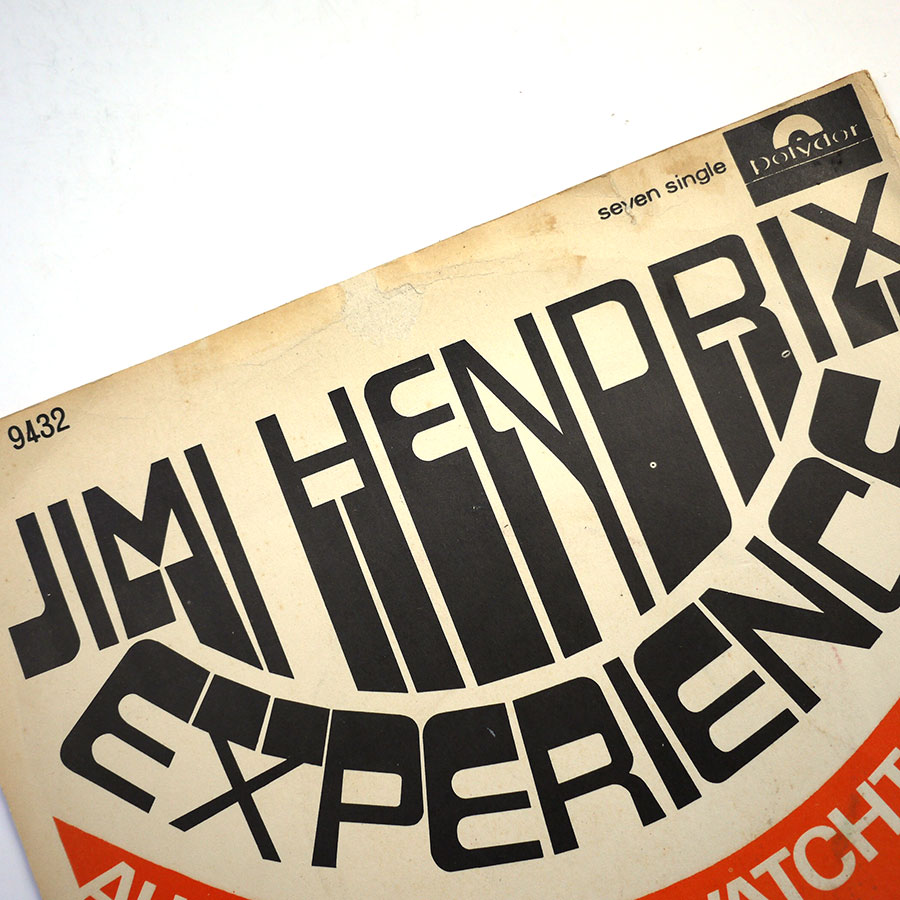 polydor
seven single
9432
JIMI HENDRIX
EXPERIENCE